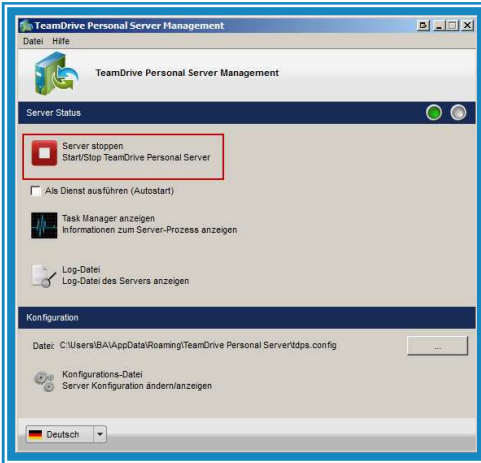 TeamDrive Personal Server Management
Datei Hilfe
TeamDrive Personal Server Management
Server Status
Server stoppen
Start/Stop TeamDrive Personal Server
Als Dienst ausführen (Autostart)
Task Manager anzeigen
Informationen zum Server-Prozess anzeigen
Log-Datei
Log-Datei des Servers anzeigen
Konfiguration
Datei: C:\Users\BA\AppData\Roaming\TeamDrive Personal Server\tdps.config ...
Konfigurations-Datei
Server Konfiguration ändern/anzeigen
Deutsch